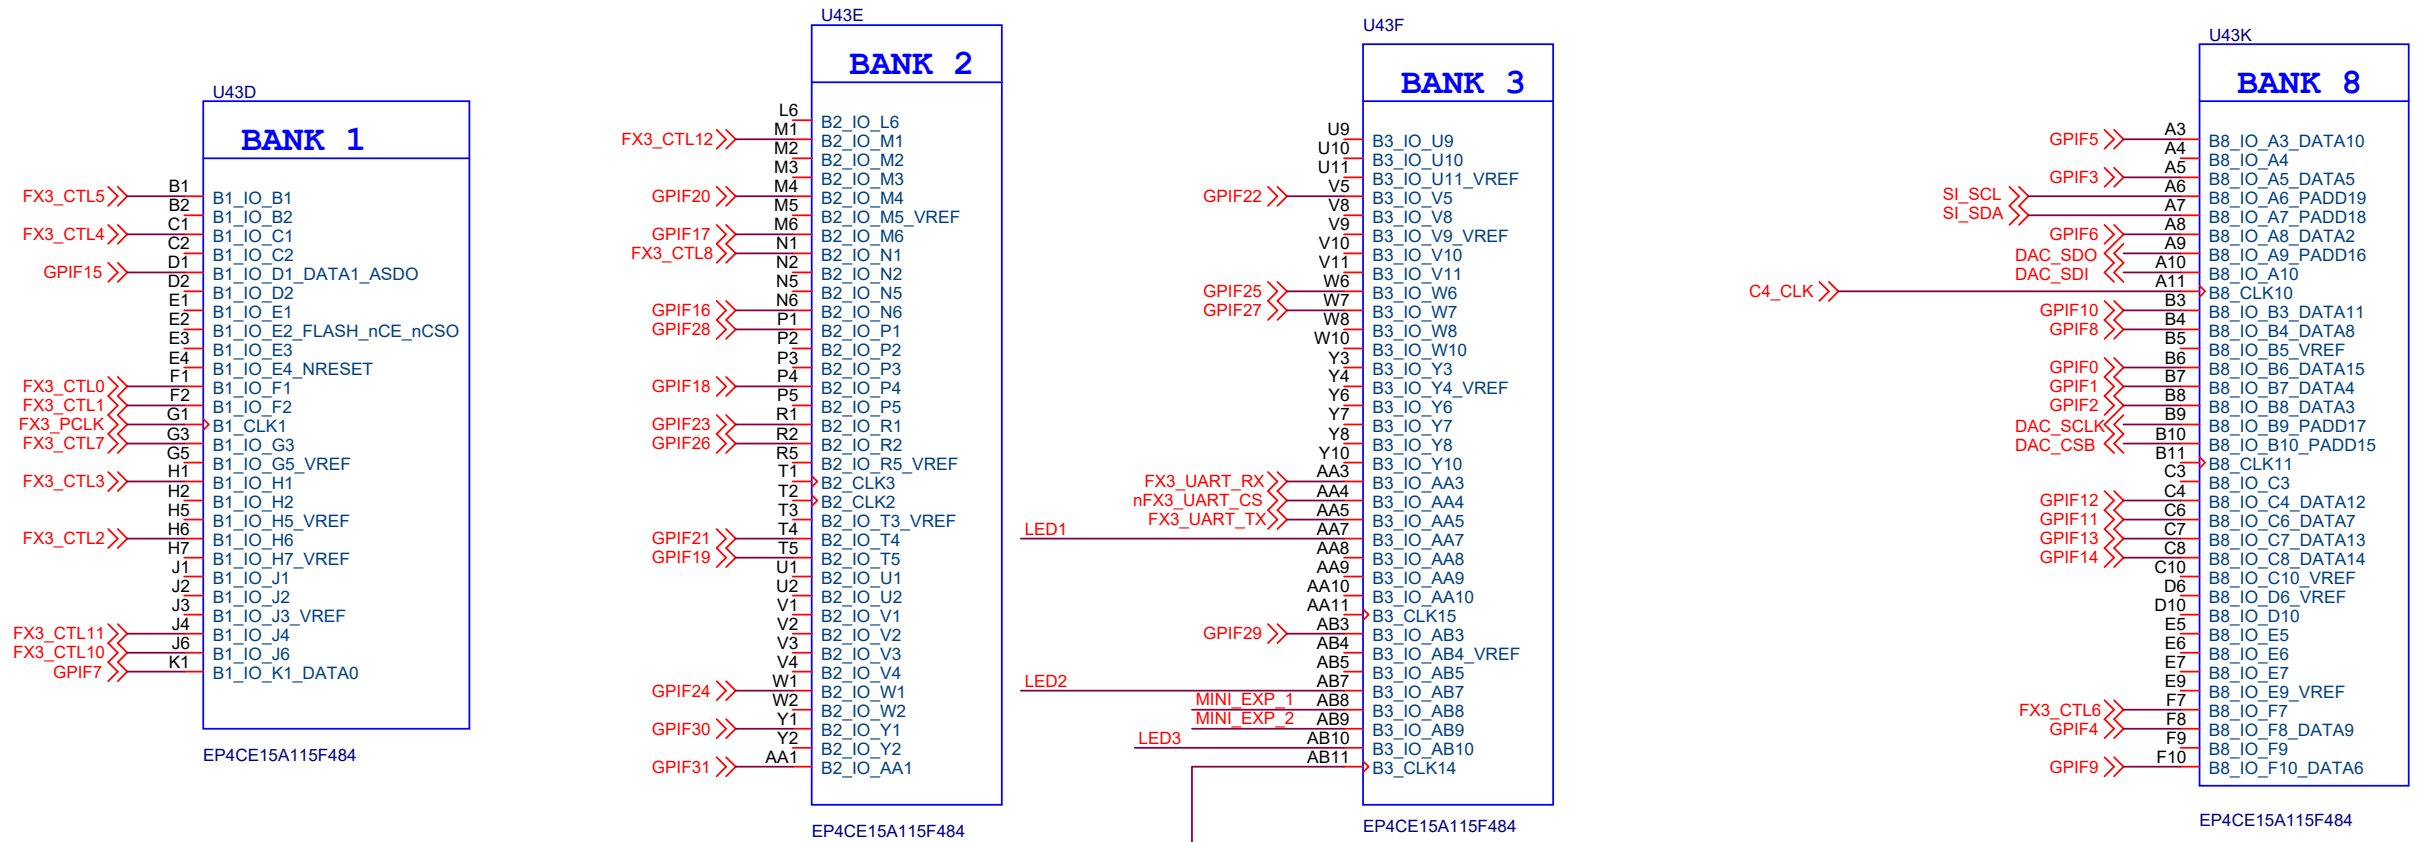 U43D
BANK 1
FX3_CTL5 B1 B1_IO_B1
B2 B1_IO_B2
FX3_CTL4 C1 B1_IO_C1
C2 B1_IO_C2
GPIF15 D1 B1_IO_D1_DATA1_ASDO
D2 B1_IO_D2
E1 B1_IO_E1
E2 B1_IO_E2_FLASH_nCE_nCSO
E3 B1_IO_E3
E4 B1_IO_E4_NRESET
FX3_CTL0 F1 B1_IO_F1
FX3_CTL1 F2 B1_IO_F2
FX3_PCLK G1 B1_CLK1
FX3_CTL7 G3 B1_IO_G3
G5 B1_IO_G5_VREF
FX3_CTL3 H1 B1_IO_H1
H2 B1_IO_H2
H5 B1_IO_H5_VREF
FX3_CTL2 H6 B1_IO_H6
H7 B1_IO_H7_VREF
J1 B1_IO_J1
J2 B1_IO_J2
J3 B1_IO_J3_VREF
FX3_CTL11 J4 B1_IO_J4
FX3_CTL10 J6 B1_IO_J6
GPIF7 K1 B1_IO_K1_DATA0
EP4CE15A115F484
U43E
BANK 2
L6 B2_IO_L6
FX3_CTL12 M1 B2_IO_M1
M2 B2_IO_M2
M3 B2_IO_M3
GPIF20 M4 B2_IO_M4
M5 B2_IO_M5_VREF
GPIF17 M6 B2_IO_M6
FX3_CTL8 N1 B2_IO_N1
N2 B2_IO_N2
N5 B2_IO_N5
GPIF16 N6 B2_IO_N6
GPIF28 P1 B2_IO_P1
P2 B2_IO_P2
P3 B2_IO_P3
GPIF18 P4 B2_IO_P4
P5 B2_IO_P5
GPIF23 R1 B2_IO_R1
GPIF26 R2 B2_IO_R2
R5 B2_IO_R5_VREF
T1 B2_CLK3
T2 B2_CLK2
T3 B2_IO_T3_VREF
GPIF21 T4 B2_IO_T4
GPIF19 T5 B2_IO_T5
U1 B2_IO_U1
U2 B2_IO_U2
V1 B2_IO_V1
V2 B2_IO_V2
V3 B2_IO_V3
V4 B2_IO_V4
GPIF24 W1 B2_IO_W1
W2 B2_IO_W2
GPIF30 Y1 B2_IO_Y1
Y2 B2_IO_Y2
GPIF31 AA1 B2_IO_AA1
EP4CE15A115F484
U43F
BANK 3
U9 B3_IO_U9
U10 B3_IO_U10
U11 B3_IO_U11_VREF
GPIF22 V5 B3_IO_V5
V8 B3_IO_V8
V9 B3_IO_V9_VREF
V10 B3_IO_V10
V11 B3_IO_V11
GPIF25 W6 B3_IO_W6
GPIF27 W7 B3_IO_W7
W8 B3_IO_W8
W10 B3_IO_W10
Y3 B3_IO_Y3
Y4 B3_IO_Y4_VREF
Y6 B3_IO_Y6
Y7 B3_IO_Y7
Y8 B3_IO_Y8
Y10 B3_IO_Y10
FX3_UART_RX AA3 B3_IO_AA3
nFX3_UART_CS AA4 B3_IO_AA4
FX3_UART_TX AA5 B3_IO_AA5
LED1 AA7 B3_IO_AA7
AA8 B3_IO_AA8
AA9 B3_IO_AA9
AA10 B3_IO_AA10
AA11 B3_CLK15
GPIF29 AB3 B3_IO_AB3
AB4 B3_IO_AB4_VREF
AB5 B3_IO_AB5
LED2 AB7 B3_IO_AB7
MINI_EXP_1 AB8 B3_IO_AB8
MINI_EXP_2 AB9 B3_IO_AB9
LED3 AB10 B3_IO_AB10
AB11 B3_CLK14
EP4CE15A115F484
U43K
BANK 8
GPIF5 A3 B8_IO_A3_DATA10
A4 B8_IO_A4
GPIF3 A5 B8_IO_A5_DATA5
SI_SCL A6 B8_IO_A6_PADD19
SI_SDA A7 B8_IO_A7_PADD18
GPIF6 A8 B8_IO_A8_DATA2
DAC_SDO A9 B8_IO_A9_PADD16
DAC_SDI A10 B8_IO_A10
C4_CLK A11 B8_CLK10
GPIF10 B3 B8_IO_B3_DATA11
GPIF8 B4 B8_IO_B4_DATA8
B5 B8_IO_B5_VREF
GPIF0 B6 B8_IO_B6_DATA15
GPIF1 B7 B8_IO_B7_DATA4
GPIF2 B8 B8_IO_B8_DATA3
DAC_SCLK B9 B8_IO_B9_PADD17
DAC_CSB B10 B8_IO_B10_PADD15
B11 B8_CLK11
C3 B8_IO_C3
GPIF12 C4 B8_IO_C4_DATA12
GPIF11 C6 B8_IO_C6_DATA7
GPIF13 C7 B8_IO_C7_DATA13
GPIF14 C8 B8_IO_C8_DATA14
C10 B8_IO_C10_VREF
D6 B8_IO_D6_VREF
D10 B8_IO_D10
E5 B8_IO_E5
E6 B8_IO_E6
E7 B8_IO_E7
E9 B8_IO_E9_VREF
FX3_CTL6 F7 B8_IO_F7
GPIF4 F8 B8_IO_F8_DATA9
F9 B8_IO_F9
GPIF9 F10 B8_IO_F10_DATA6
EP4CE15A115F484